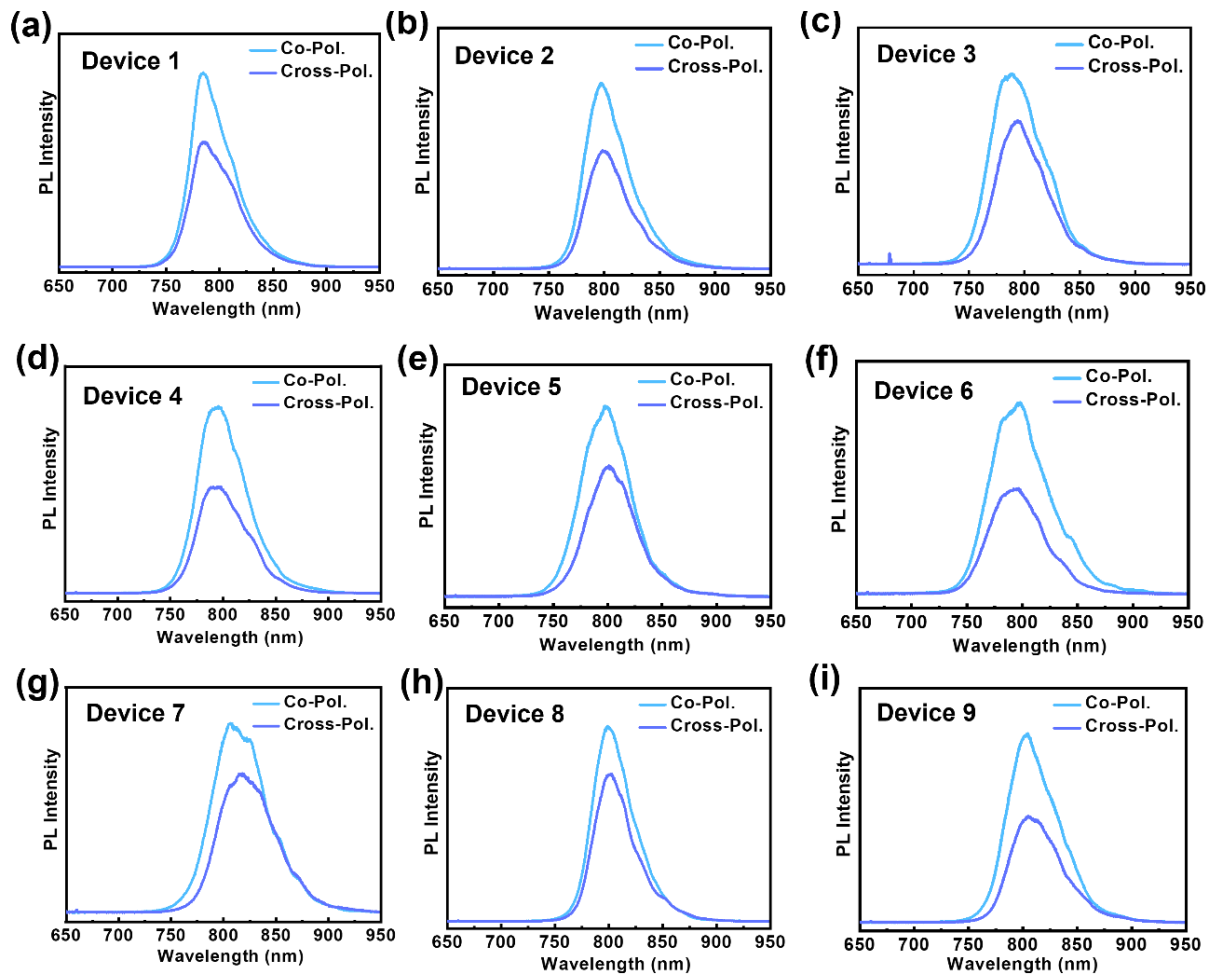 (a)
Device 1
Co-Pol.
Cross-Pol.
PL Intensity
650 700 750 800 850 900 950
Wavelength (nm)
(b)
Device 2
Co-Pol.
Cross-Pol.
PL Intensity
650 700 750 800 850 900 950
Wavelength (nm)
(c)
Device 3
Co-Pol.
Cross-Pol.
PL Intensity
650 700 750 800 850 900 950
Wavelength (nm)
(d)
Device 4
Co-Pol.
Cross-Pol.
PL Intensity
650 700 750 800 850 900 950
Wavelength (nm)
(e)
Device 5
Co-Pol.
Cross-Pol.
PL Intensity
650 700 750 800 850 900 950
Wavelength (nm)
(f)
Device 6
Co-Pol.
Cross-Pol.
PL Intensity
650 700 750 800 850 900 950
Wavelength (nm)
(g)
Device 7
Co-Pol.
Cross-Pol.
PL Intensity
650 700 750 800 850 900 950
Wavelength (nm)
(h)
Device 8
Co-Pol.
Cross-Pol.
PL Intensity
650 700 750 800 850 900 950
Wavelength (nm)
(i)
Device 9
Co-Pol.
Cross-Pol.
PL Intensity
650 700 750 800 850 900 950
Wavelength (nm)